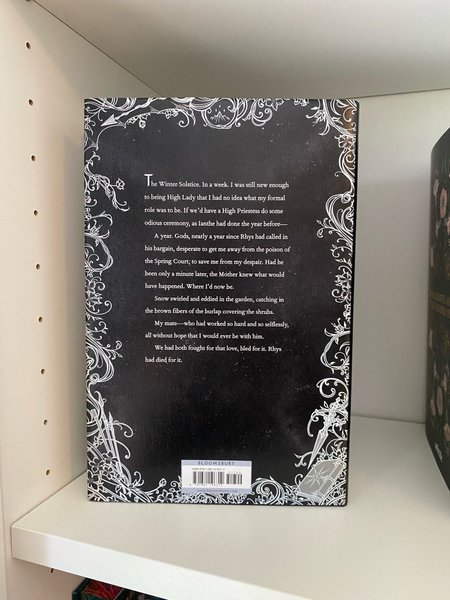 The Winter Solstice. In a week. I was still new enough
to being High Lady that I had no idea what my formal
role was to be. If we'd have a High Priestess do some
odious ceremony, as Ianthe had done the year before—
A year. Gods, nearly a year since Rhys had called in
his bargain, desperate to get me away from the poison of
the Spring Court, to save me from my despair. Had he
been only a minute later, the Mother knew what would
have happened. Where I'd now be.
Snow swirled and eddied in the garden, catching in
the brown fibers of the burlap covering the shrubs.
My mate—who had worked so hard and so selflessly,
all without hope that I would ever be with him.
We had both fought for that love, bled for it. Rhys
had died for it.
BLOOMSBURY